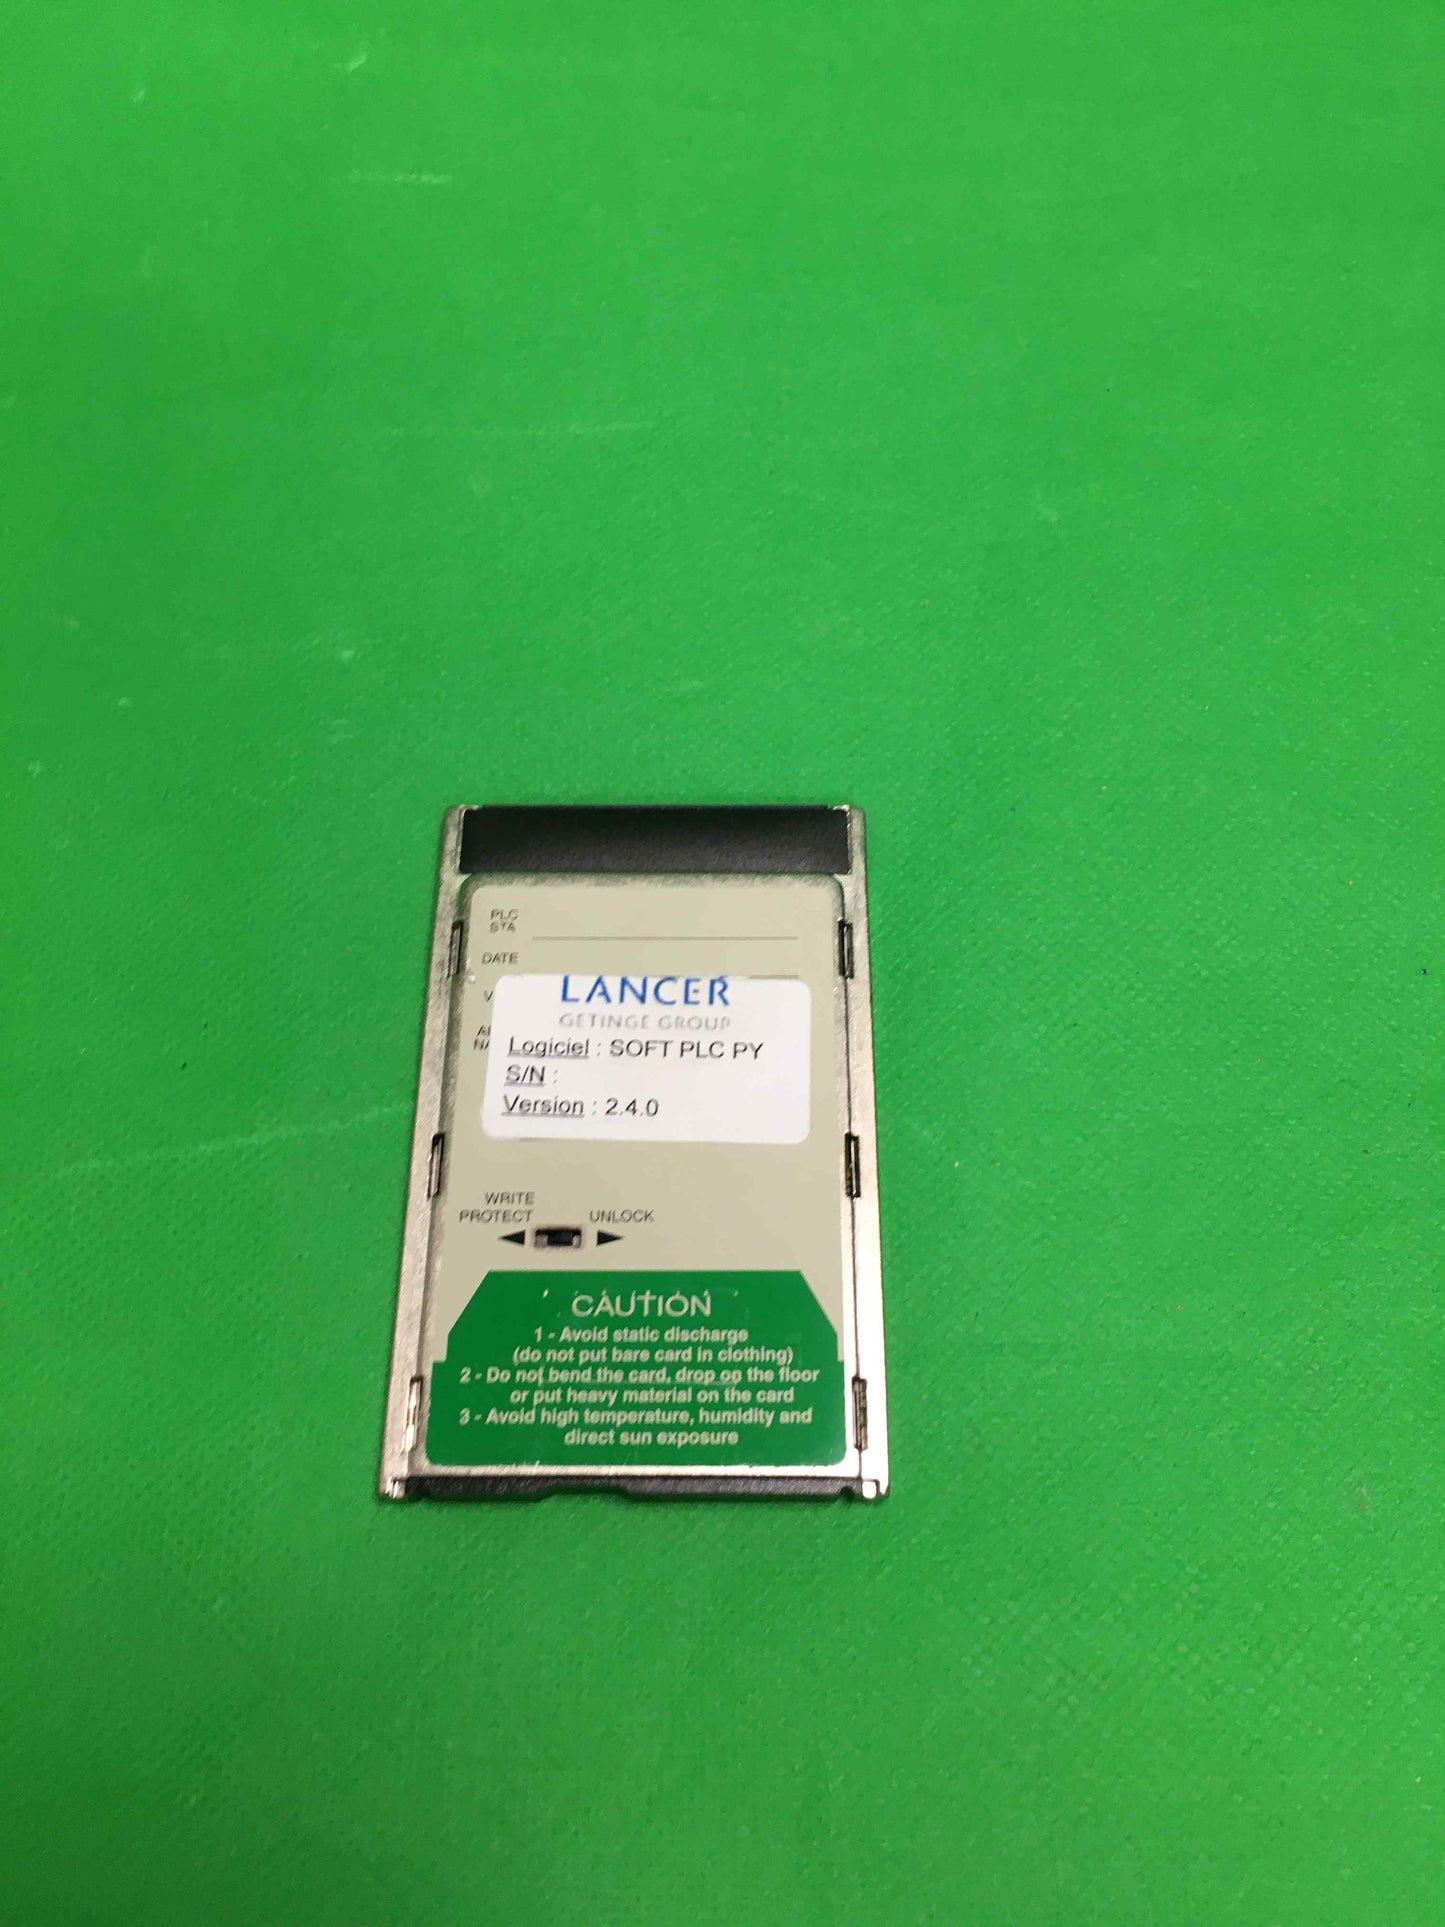 PLC
STA
DATE
LANCER
GETINGE GROUP
Logiciel : SOFT PLC PY
S/N :
Version : 2.4.0
WRITE
PROTECT
UNLOCK
CAUTION
1 - Avoid static discharge
(do not put bare card in clothing)
2 - Do not bend the card, drop on the floor
or put heavy material on the card
3 - Avoid high temperature, humidity and
direct sun exposure